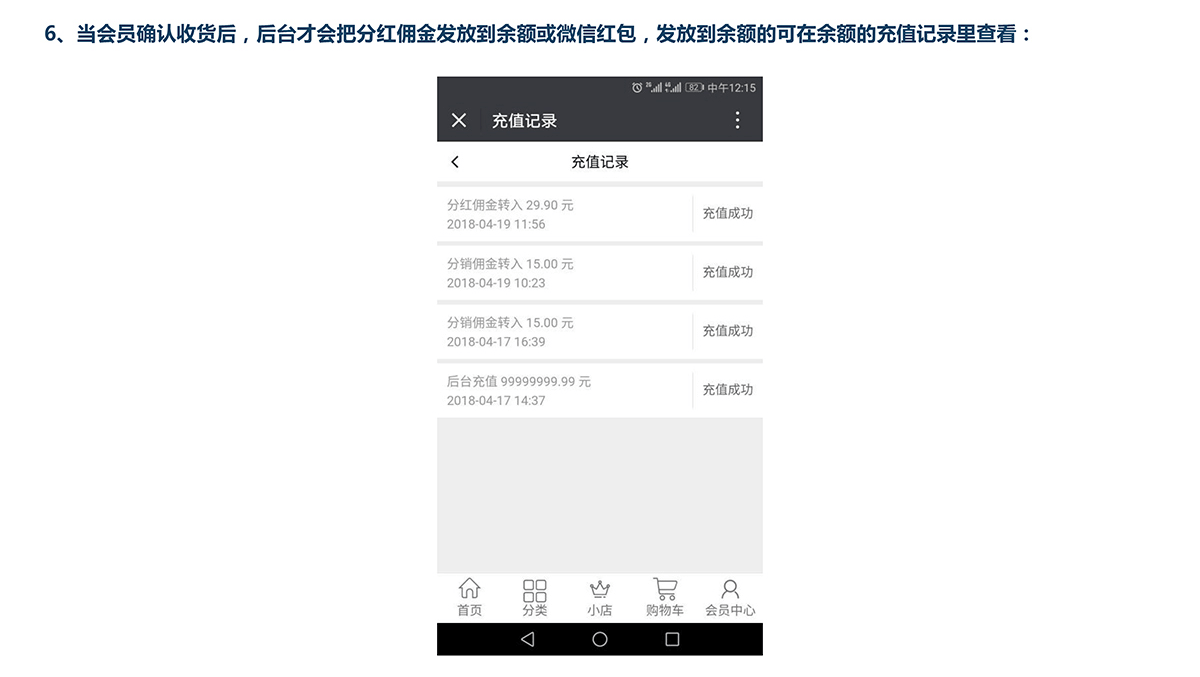 6、当会员确认收货后，后台才会把分红佣金发放到余额或微信红包，发放到余额的可在余额的充值记录里查看：
2G 4G 82 中午12:15
充值记录
充值记录
分红佣金转入 29.90 元
2018-04-19 11:56
充值成功
分销佣金转入 15.00 元
2018-04-19 10:23
充值成功
分销佣金转入 15.00 元
2018-04-17 16:39
充值成功
后台充值 99999999.99 元
2018-04-17 14:37
充值成功
首页 分类 小店 购物车 会员中心